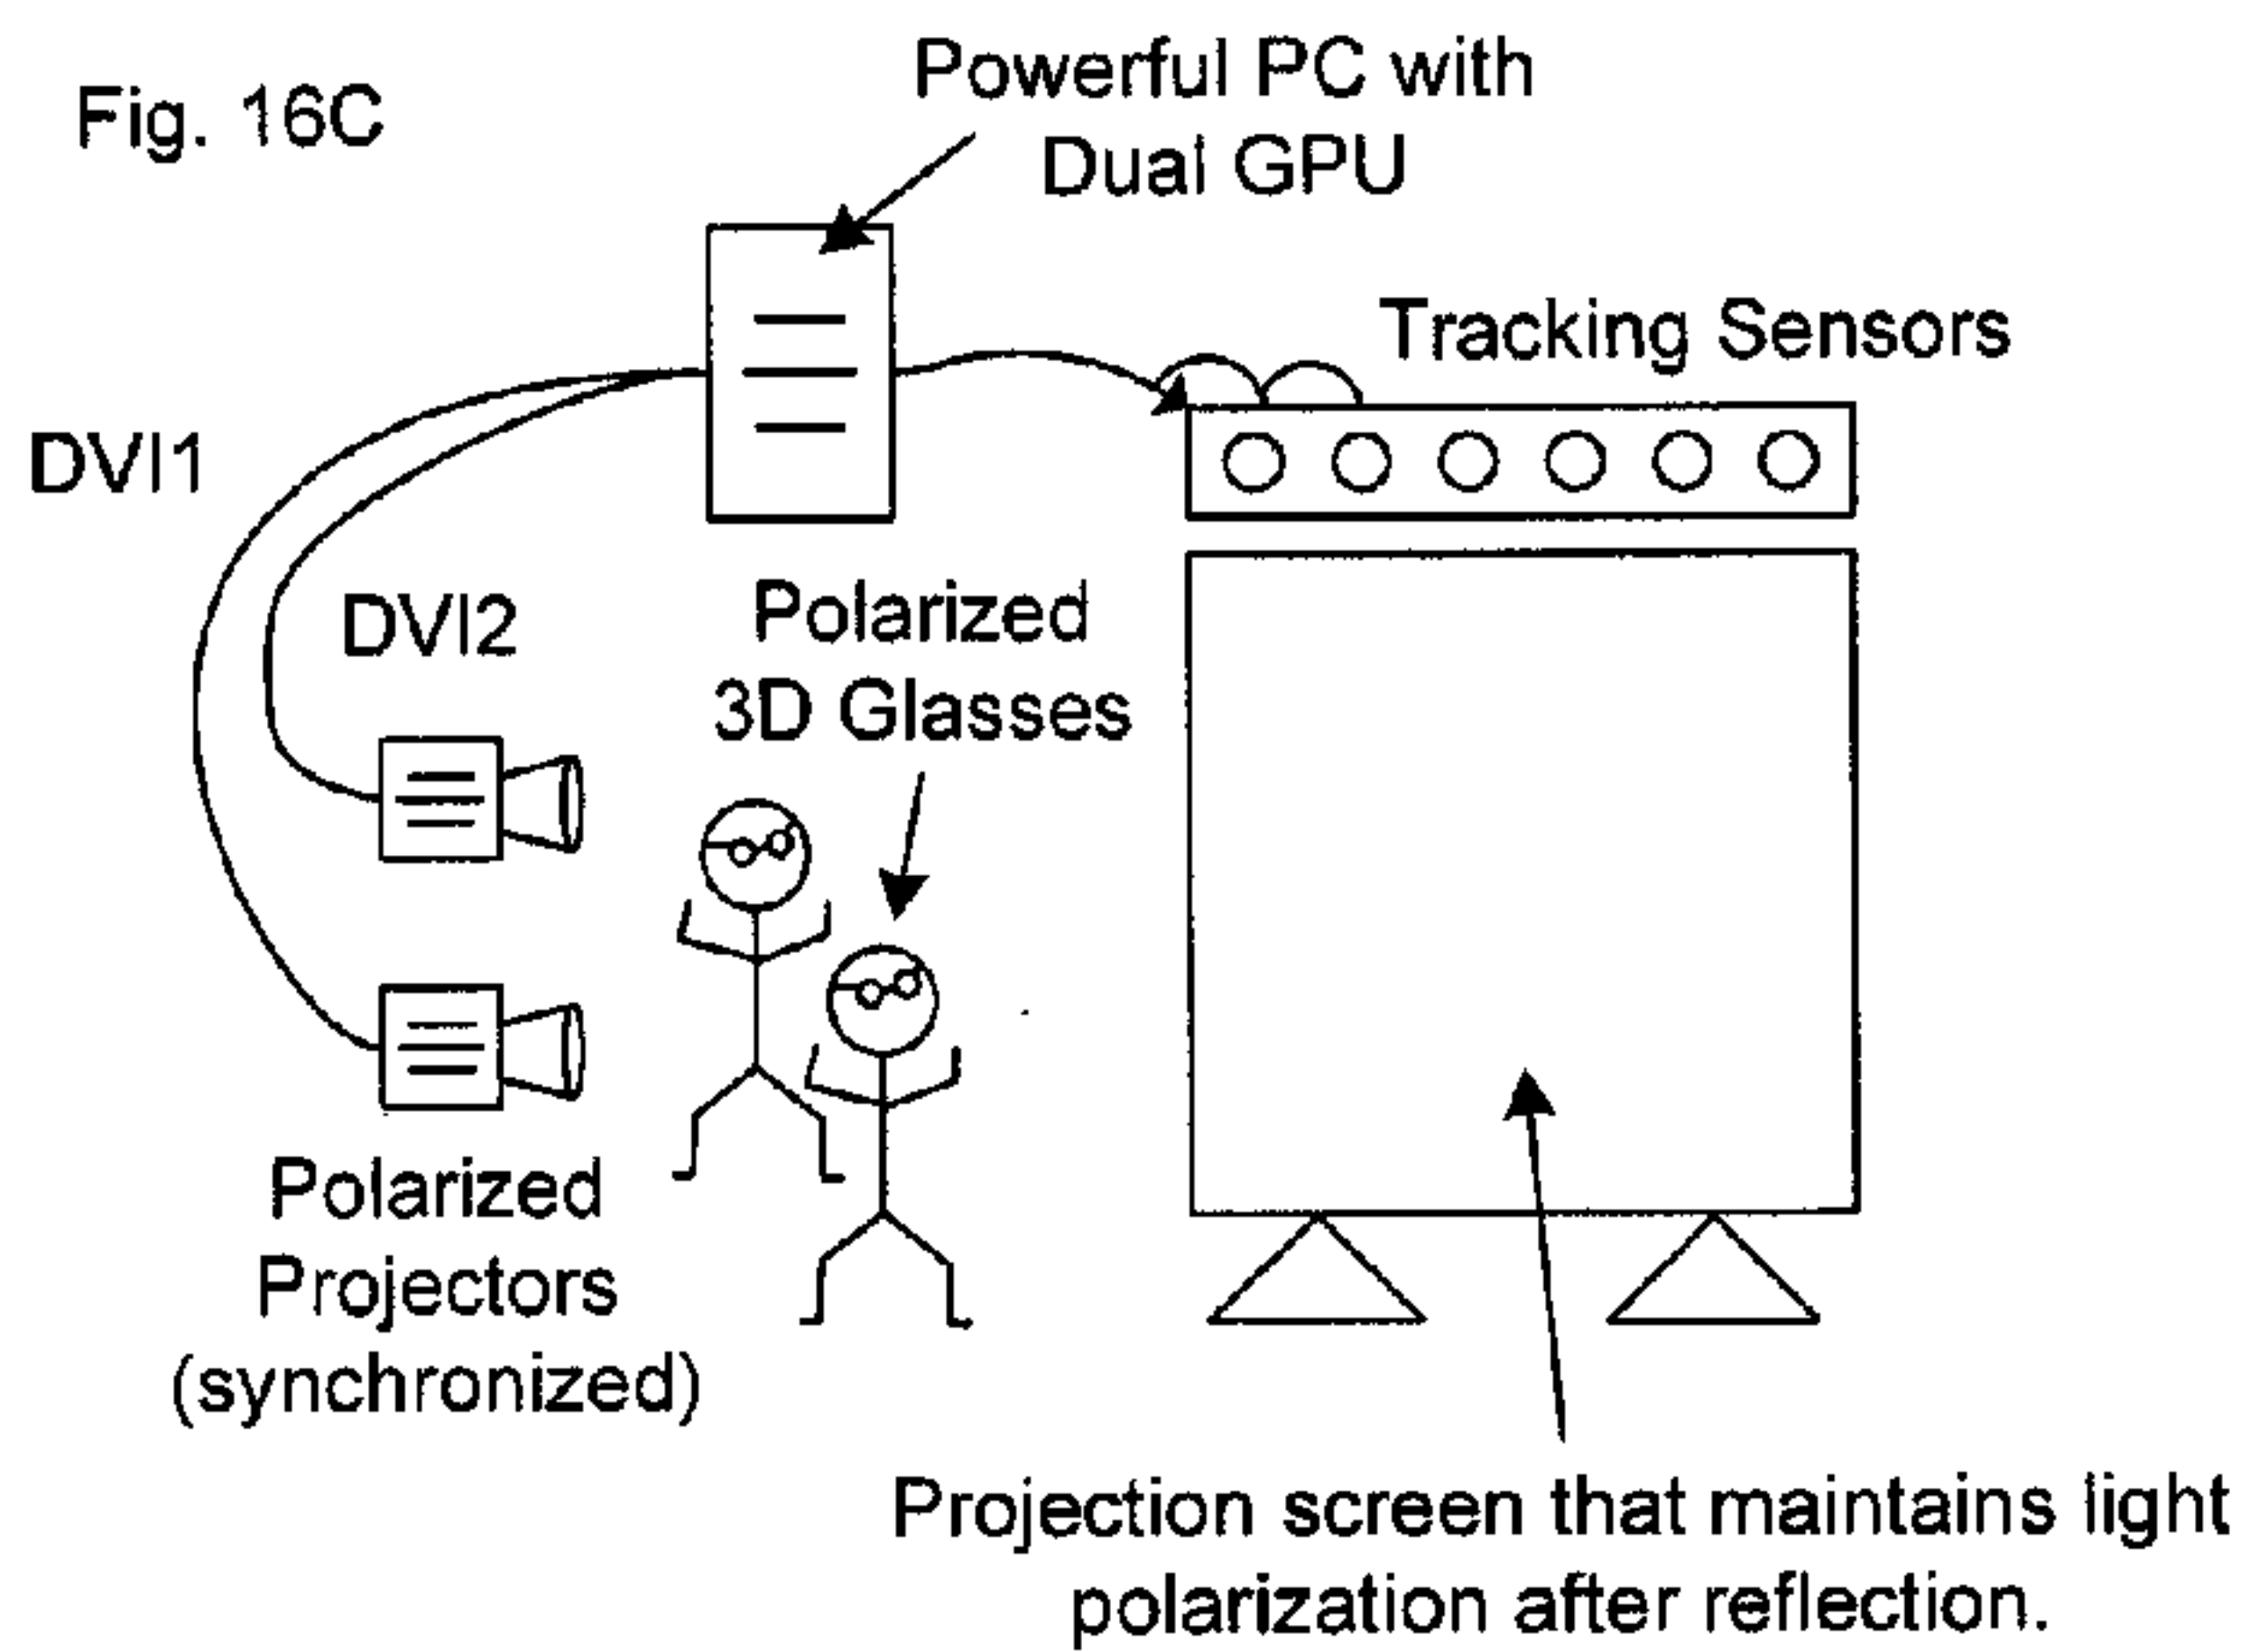 Fig. 16C
Powerful PC with
Dual GPU
Tracking Sensors
DVI1
DVI2
Polarized
3D Glasses
Polarized
Projectors
(synchronized)
Projection screen that maintains light
polarization after reflection.